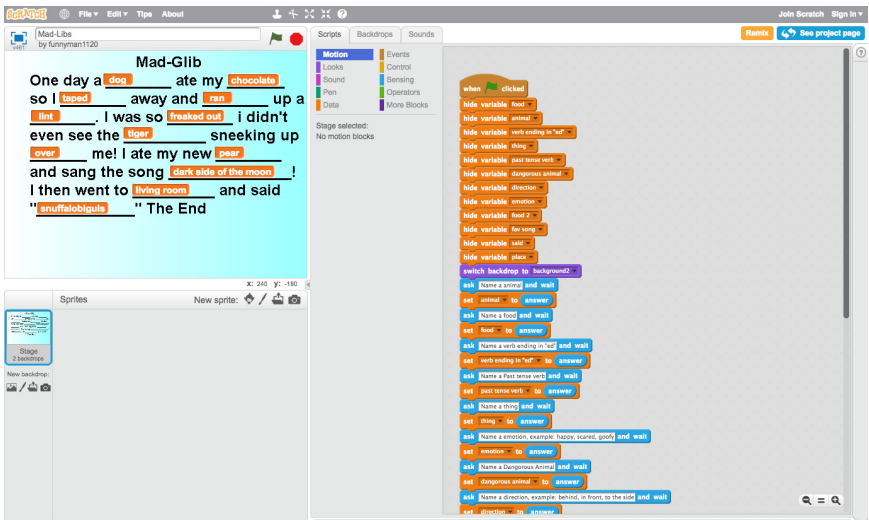 SCRATCH File Edit Tips About Join Scratch Sign in
Mad-Libs
by funnyman1120
v461
Mad-Glib
One day a dog ate my chocolate
so I taped away and ran up a
lint . I was so freaked out i didn't
even see the tiger sneeking up
over me! I ate my new pear
and sang the song dark side of the moon !
I then went to living room and said
"snuffalobiguis" The End
X: 240 y: -180
Sprites New sprite:
Stage
2 backdrops
New backdrop:
Scripts Backdrops Sounds
Remix See project page
Motion Events
Looks Control
Sound Sensing
Pen Operators
Data More Blocks
Stage selected:
No motion blocks
when clicked
hide variable food
hide variable animal
hide variable verb ending in "ed"
hide variable thing
hide variable past tense verb
hide variable dangorous animal
hide variable direction
hide variable emotion
hide variable food 2
hide variable fav song
hide variable said
hide variable place
switch backdrop to background2
ask Name a animal and wait
set animal to answer
ask Name a food and wait
set food to answer
ask Name a verb ending in "ed" and wait
set verb ending in "ed" to answer
ask Name a Past tense verb and wait
set past tense verb to answer
ask Name a thing and wait
set thing to answer
ask Name a emotion, example: happy, scared, goofy and wait
set emotion to answer
ask Name a Dangorous Animal and wait
set dangorous animal to answer
ask Name a direction, example: behind, in front, to the side and wait
set direction to answer